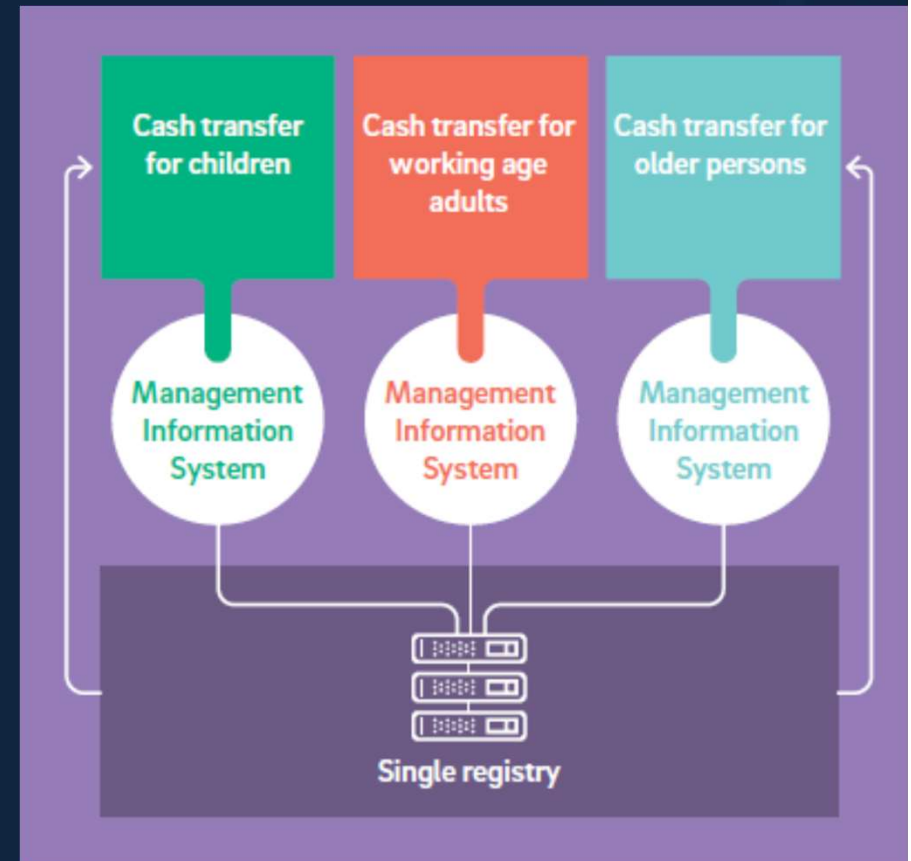 Cash transfer
for children
Cash transfer for
working age
adults
Cash transfer for
older persons
Management
Information
System
Management
Information
System
Management
Information
System
Single registry